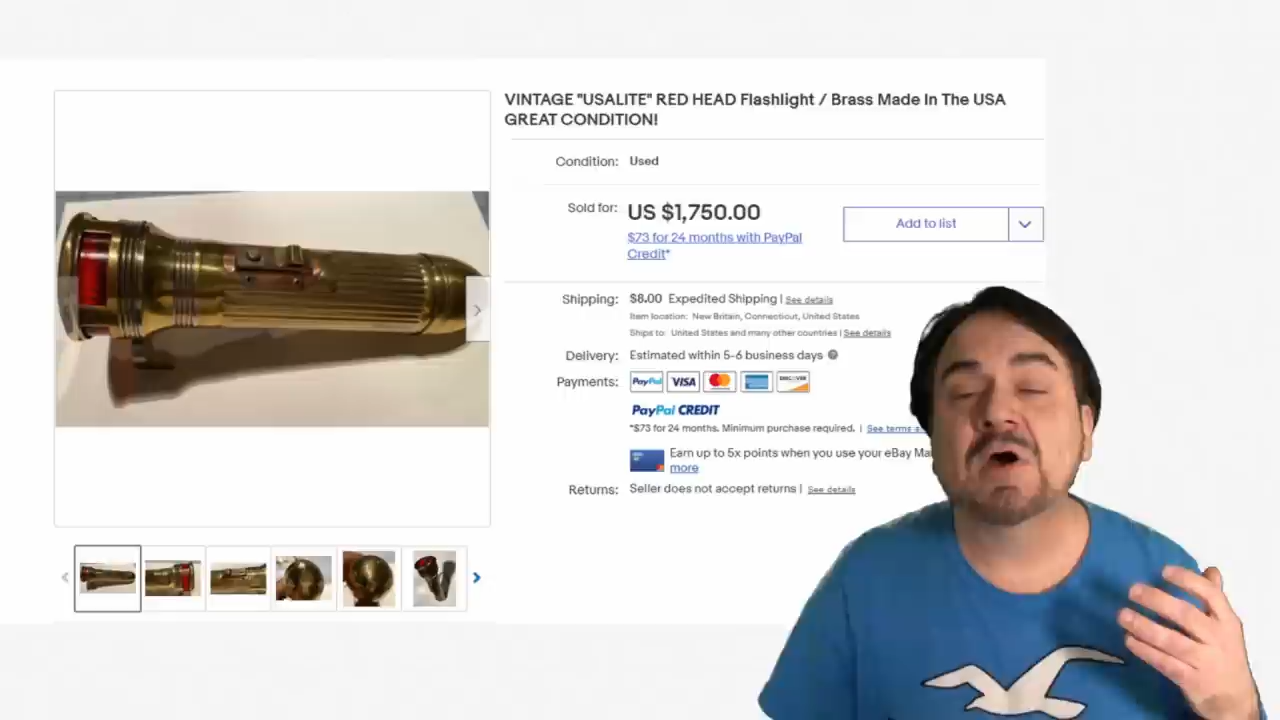 VINTAGE "USALITE" RED HEAD Flashlight / Brass Made In The USA
GREAT CONDITION!
Condition: Used
Sold for: US $1,750.00
Add to list
$73 for 24 months with PayPal
Credit*
Shipping: $8.00 Expedited Shipping | See details
Item location: New Britain, Connecticut, United States
Ships to: United States and many other countries | See details
Delivery: Estimated within 5-6 business days
Payments: PayPal VISA DISCOVER
PayPal CREDIT
*$73 for 24 months. Minimum purchase required. | See terms
Earn up to 5x points when you use your eBay
more
Returns: Seller does not accept returns | See details